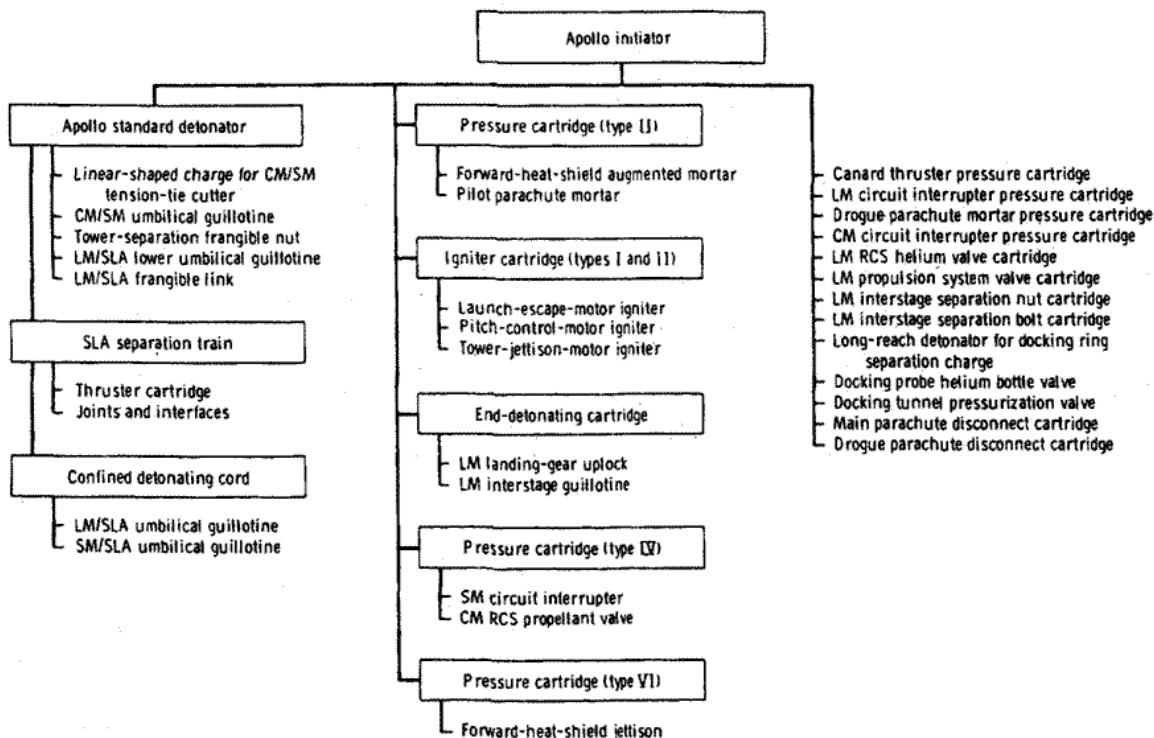 Apollo initiator
Apollo standard detonator
Linear-shaped charge for CM/SM
tension-tie cutter
CM/SM umbilical guillotine
Tower-separation frangible nut
LM/SLA lower umbilical guillotine
LM/SLA frangible link
SLA separation train
Thruster cartridge
Joints and interfaces
Confined detonating cord
LM/SLA umbilical guillotine
SM/SLA umbilical guillotine
Pressure cartridge (type II)
Forward-heat-shield augmented mortar
Pilot parachute mortar
Igniter cartridge (types I and II)
Launch-escape-motor igniter
Pitch-control-motor igniter
Tower-jettison-motor igniter
End-detonating cartridge
LM landing-gear uplock
LM interstage guillotine
Pressure cartridge (type IV)
SM circuit interrupter
CM RCS propellant valve
Pressure cartridge (type VI)
Forward-heat-shield jettison
Canard thruster pressure cartridge
LM circuit interrupter pressure cartridge
Drogue parachute mortar pressure cartridge
CM circuit interrupter pressure cartridge
LM RCS helium valve cartridge
LM propulsion system valve cartridge
LM interstage separation nut cartridge
LM interstage separation bolt cartridge
Long-reach detonator for docking ring
separation charge
Docking probe helium bottle valve
Docking tunnel pressurization valve
Main parachute disconnect cartridge
Drogue parachute disconnect cartridge